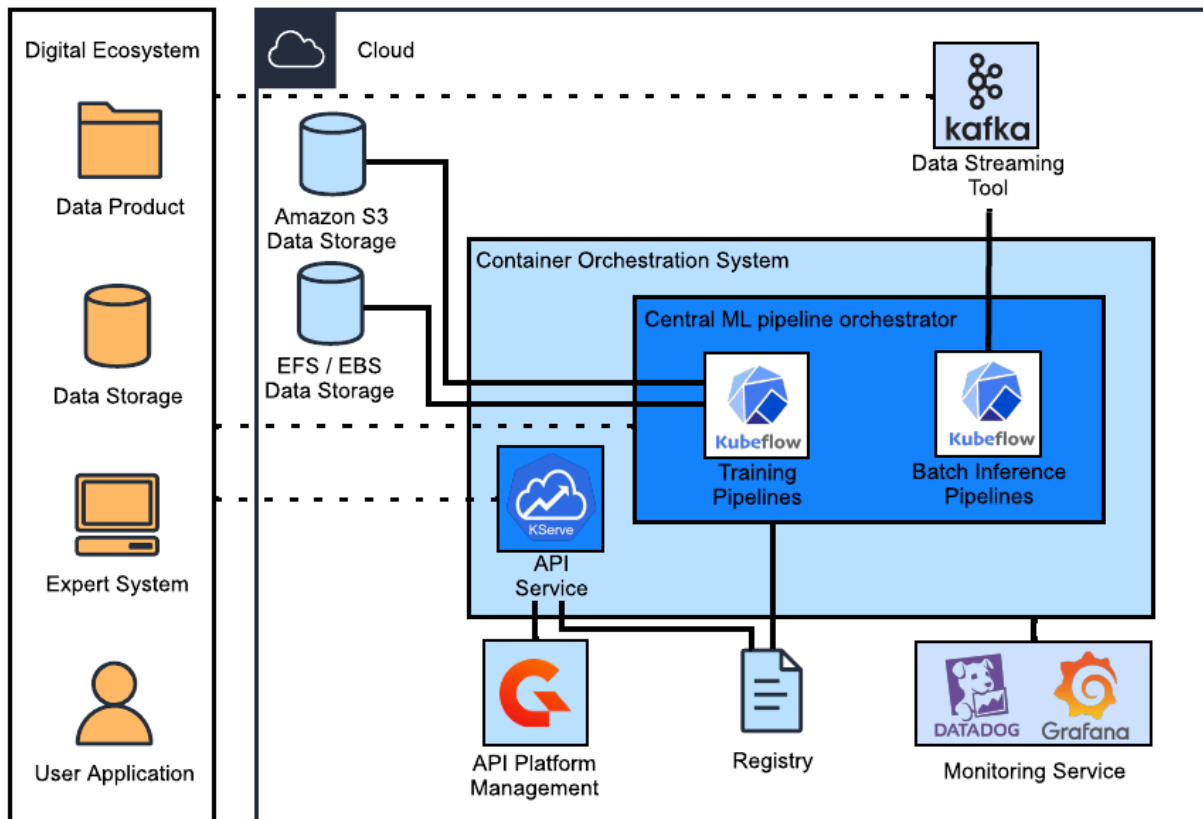 Digital Ecosystem
Data Product
Data Storage
Expert System
User Application
Cloud
kafka
Data Streaming
Tool
Amazon S3
Data Storage
EFS / EBS
Data Storage
Container Orchestration System
Central ML pipeline orchestrator
Kubeflow
Training
Pipelines
Kubeflow
Batch Inference
Pipelines
KServe
API
Service
API Platform
Management
Registry
DATADOG
Grafana
Monitoring Service